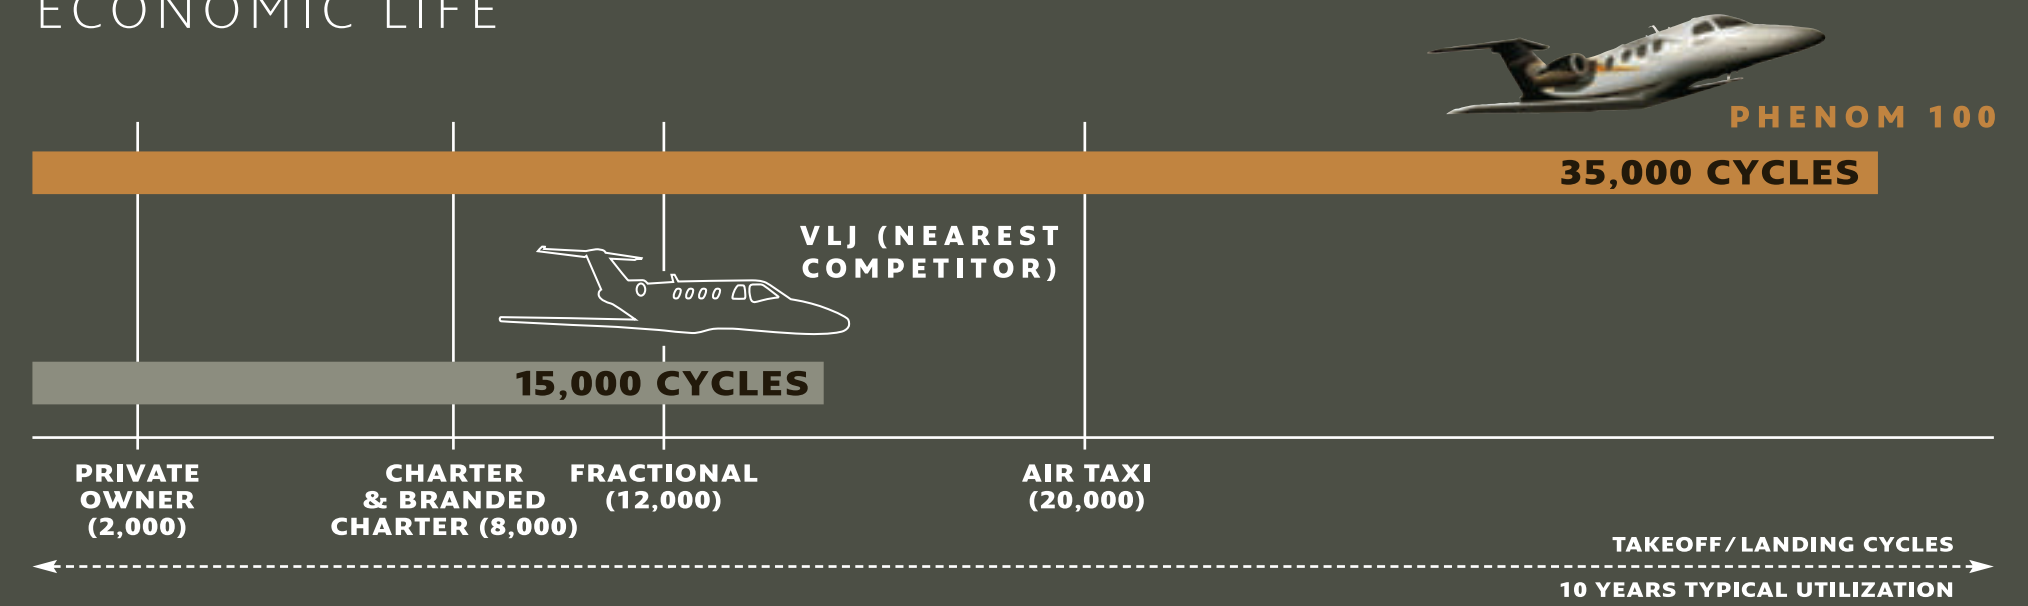 ECONOMIC LIFE
PHENOM 100
35,000 CYCLES
VLJ (NEAREST
COMPETITOR)
15,000 CYCLES
PRIVATE
OWNER
(2,000)
CHARTER
& BRANDED
CHARTER (8,000)
FRACTIONAL
(12,000)
AIR TAXI
(20,000)
TAKEOFF/LANDING CYCLES
10 YEARS TYPICAL UTILIZATION